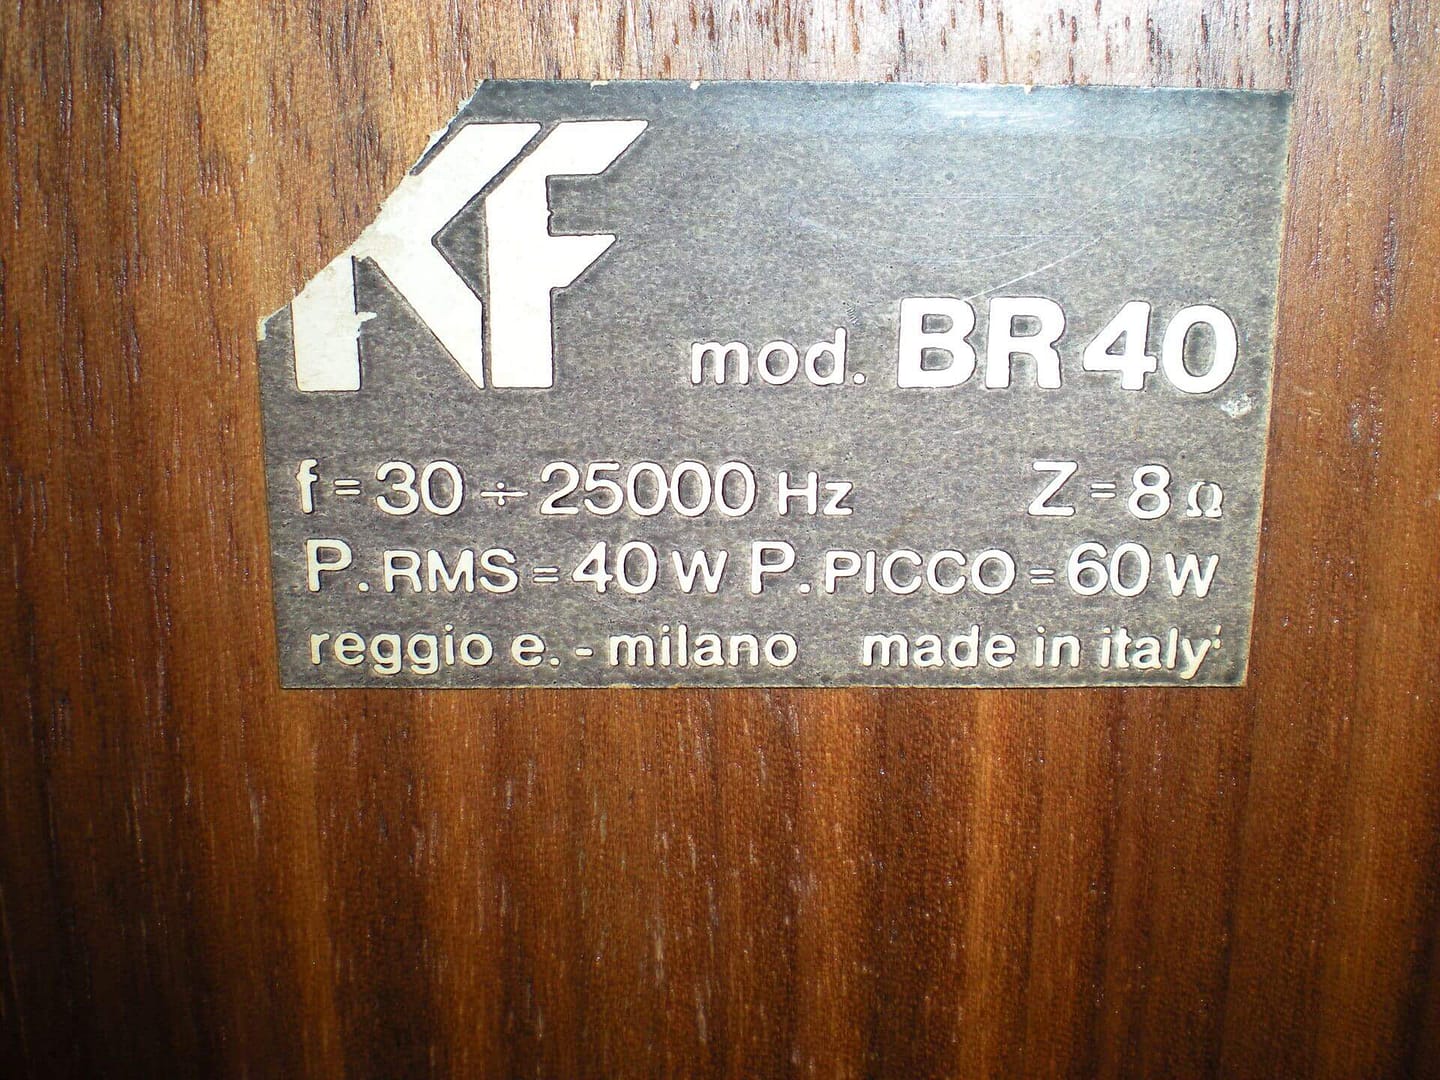 KF
mod. BR 40
f = 30 ÷ 25000 Hz Z = 8 Ω
P. RMS = 40 W P. PICCO = 60 W
reggio e. - milano made in italy